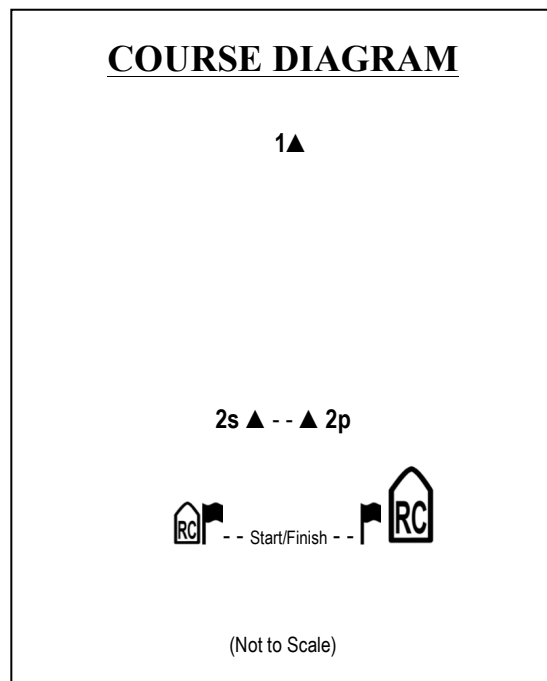 COURSE DIAGRAM
1▲
2s ▲ - - ▲ 2p
RC - - Start/Finish - - RC
(Not to Scale)